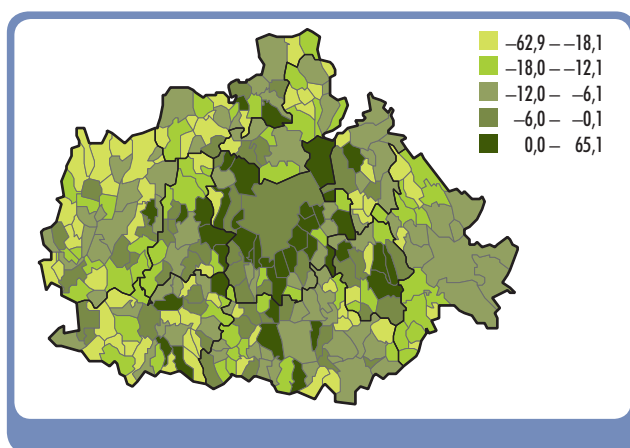 –62,9 – –18,1
–18,0 – –12,1
–12,0 – –6,1
–6,0 – –0,1
0,0 – 65,1